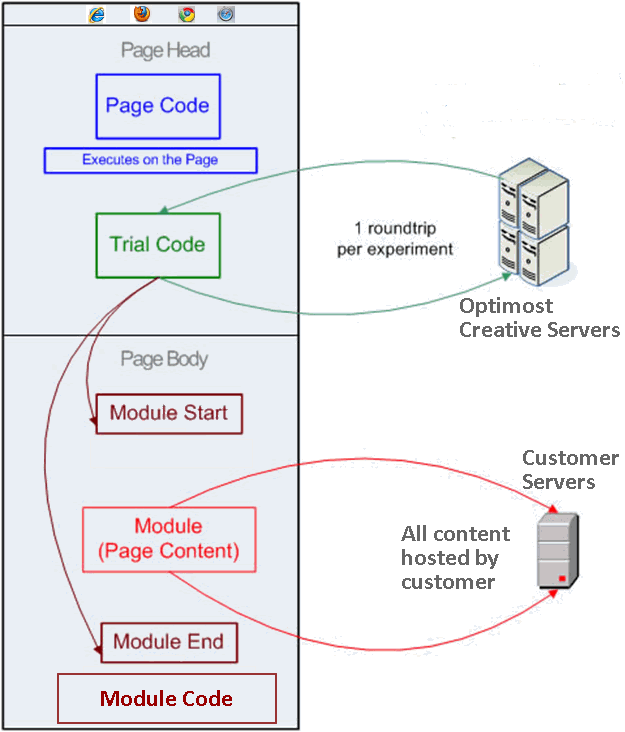 Page Head
Page Code
Executes on the Page
Trial Code
1 roundtrip
per experiment
Optimost
Creative Servers
Page Body
Module Start
Customer
Servers
Module
(Page Content)
All content
hosted by
customer
Module End
Module Code